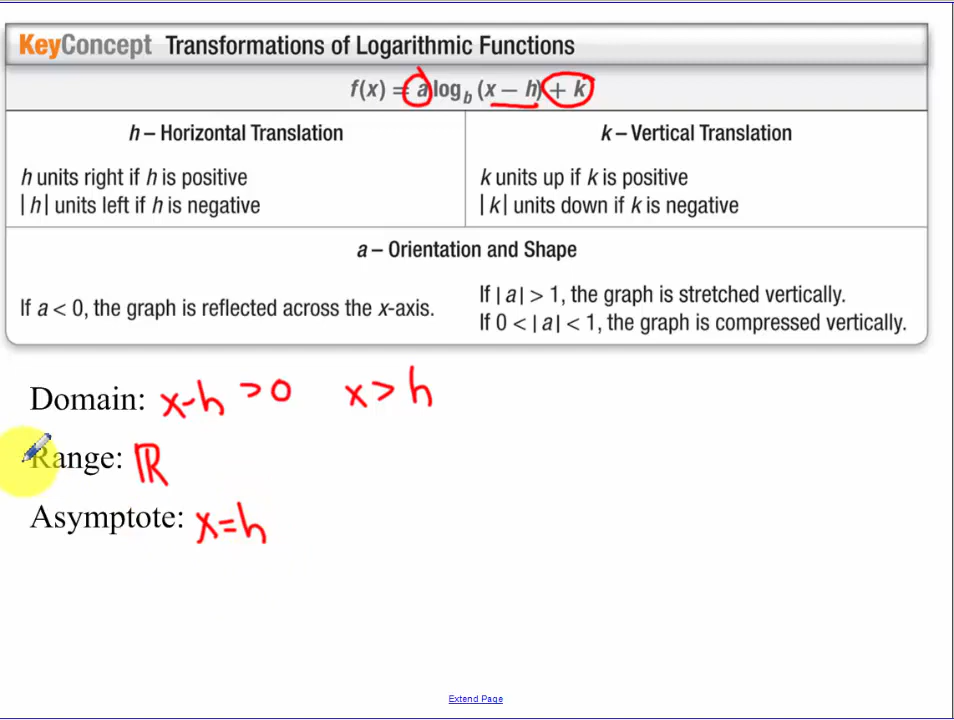 KeyConcept Transformations of Logarithmic Functions
f(x) = a log_b (x − h) + k
h – Horizontal Translation
h units right if h is positive
|h| units left if h is negative
k – Vertical Translation
k units up if k is positive
|k| units down if k is negative
a – Orientation and Shape
If a < 0, the graph is reflected across the x-axis.
If |a| > 1, the graph is stretched vertically.
If 0 < |a| < 1, the graph is compressed vertically.
Domain: x-h > 0 x > h
Range: ℝ
Asymptote: x = h
Extend Page